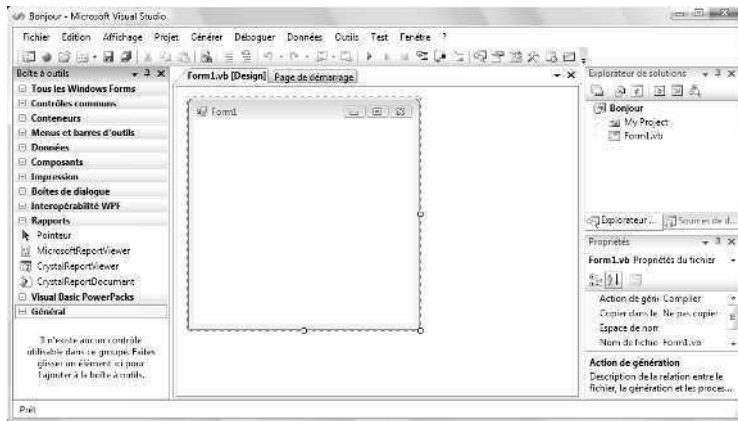 Bonjour - Microsoft Visual Studio
Fichier Edition Affichage Projet Générer Déboguer Données Outils Test Fenêtre ?
Boîte à outils
Tous les Windows Forms
Contrôles communs
Conteneurs
Menus et barres d'outils
Données
Composants
Impression
Boîtes de dialogue
Interopérabilité WPF
Rapports
Pointeur
MicrosoftReportViewer
CrystalReportViewer
CrystalReportDocument
Visual Basic PowerPacks
Général
Il n'existe aucun contrôle
utilisable dans ce groupe. Faites
glisser un élément ici pour
l'ajouter à la boîte à outils.
Form1.vb [Design] Page de démarrage
Form1
Explorateur de solutions
Bonjour
My Project
Form1.vb
Explorateur ... Sources de d...
Propriétés
Form1.vb Propriétés du fichier
Action de géné Compiler
Copier dans le Ne pas copier
Espace de nom
Nom de fichie Form1.vb
Action de génération
Description de la relation entre le
fichier, la génération et les proces...
Prêt